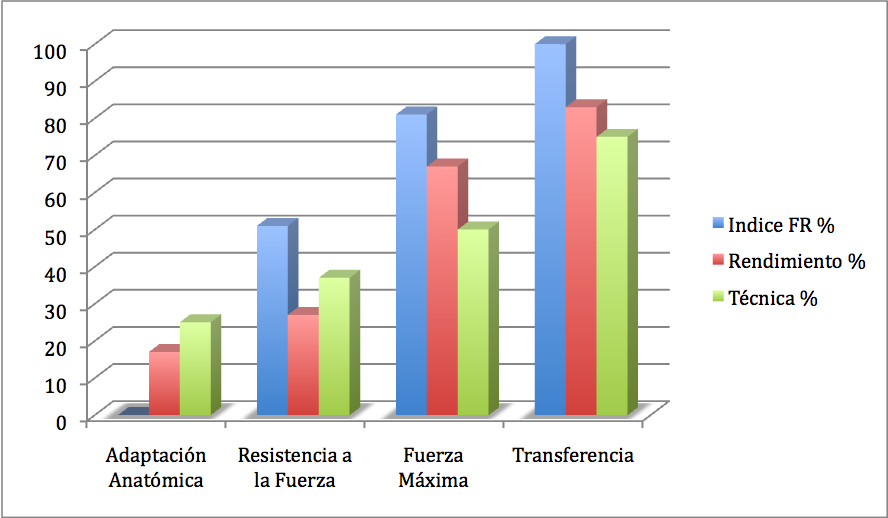 100
90
80
70
60
50
40
30
20
10
0
Adaptación
Anatómica
Resistencia a
la Fuerza
Fuerza
Máxima
Transferencia
Indice FR %
Rendimiento %
Técnica %